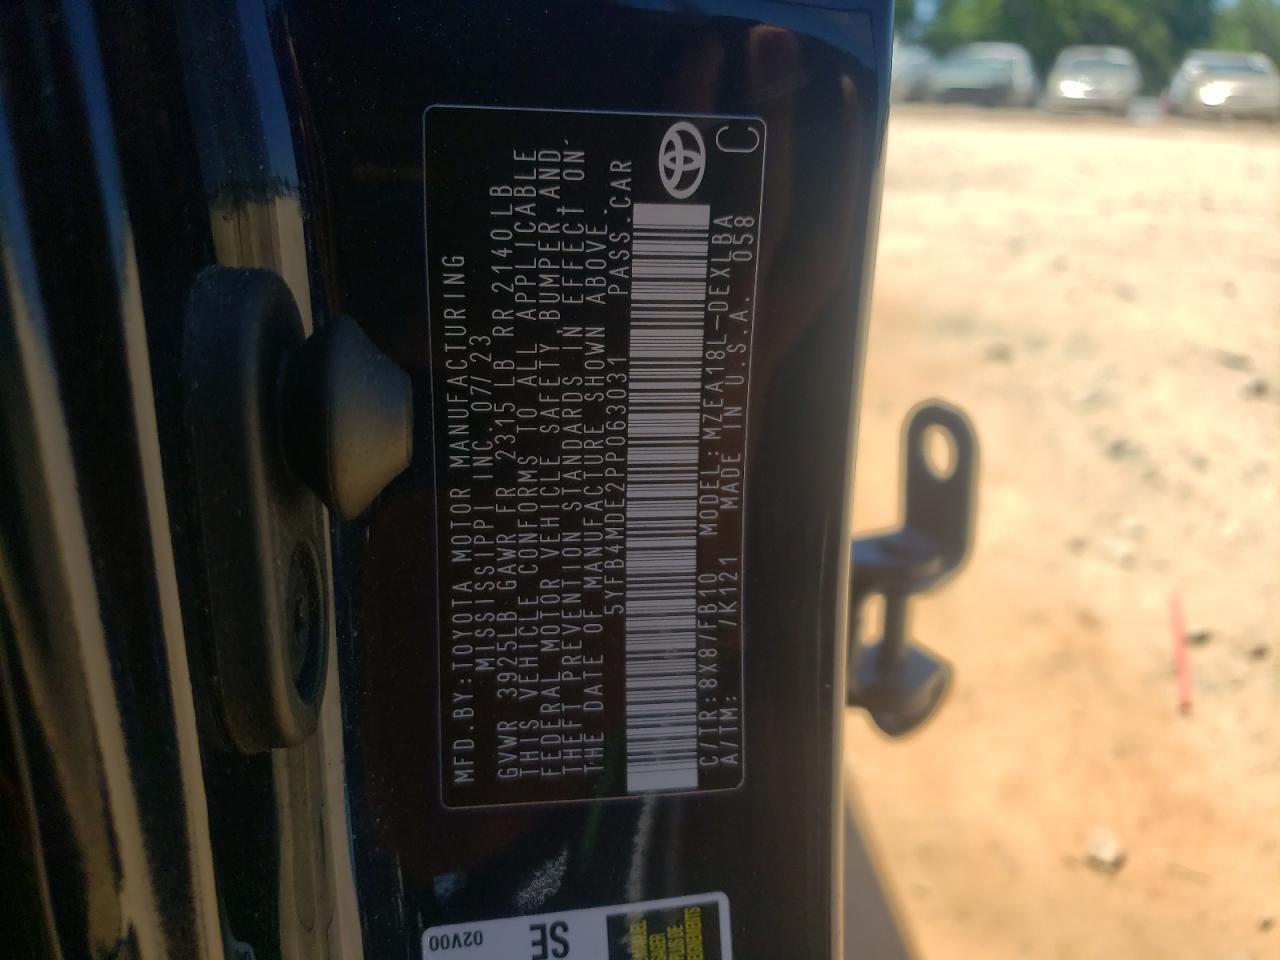 MFD.BY:TOYOTA MOTOR MANUFACTURING
MISSISSIPPI INC. 07/23
GVWR 3925LB GAWR FR 2315LB RR 2140LB
THIS VEHICLE CONFORMS TO ALL APPLICABLE
FEDERAL MOTOR VEHICLE SAFETY, BUMPER AND
THEFT PREVENTION STANDARDS IN EFFECT ON
THE DATE OF MANUFACTURE SHOWN ABOVE.
5YFB4MDE2PP063031 PASS.CAR
C/TR:8X87/FB10 MODEL:MZEA18L-DEXLBA
A/TM: /K121 MADE IN U.S.A. 058
C
02V00
SE